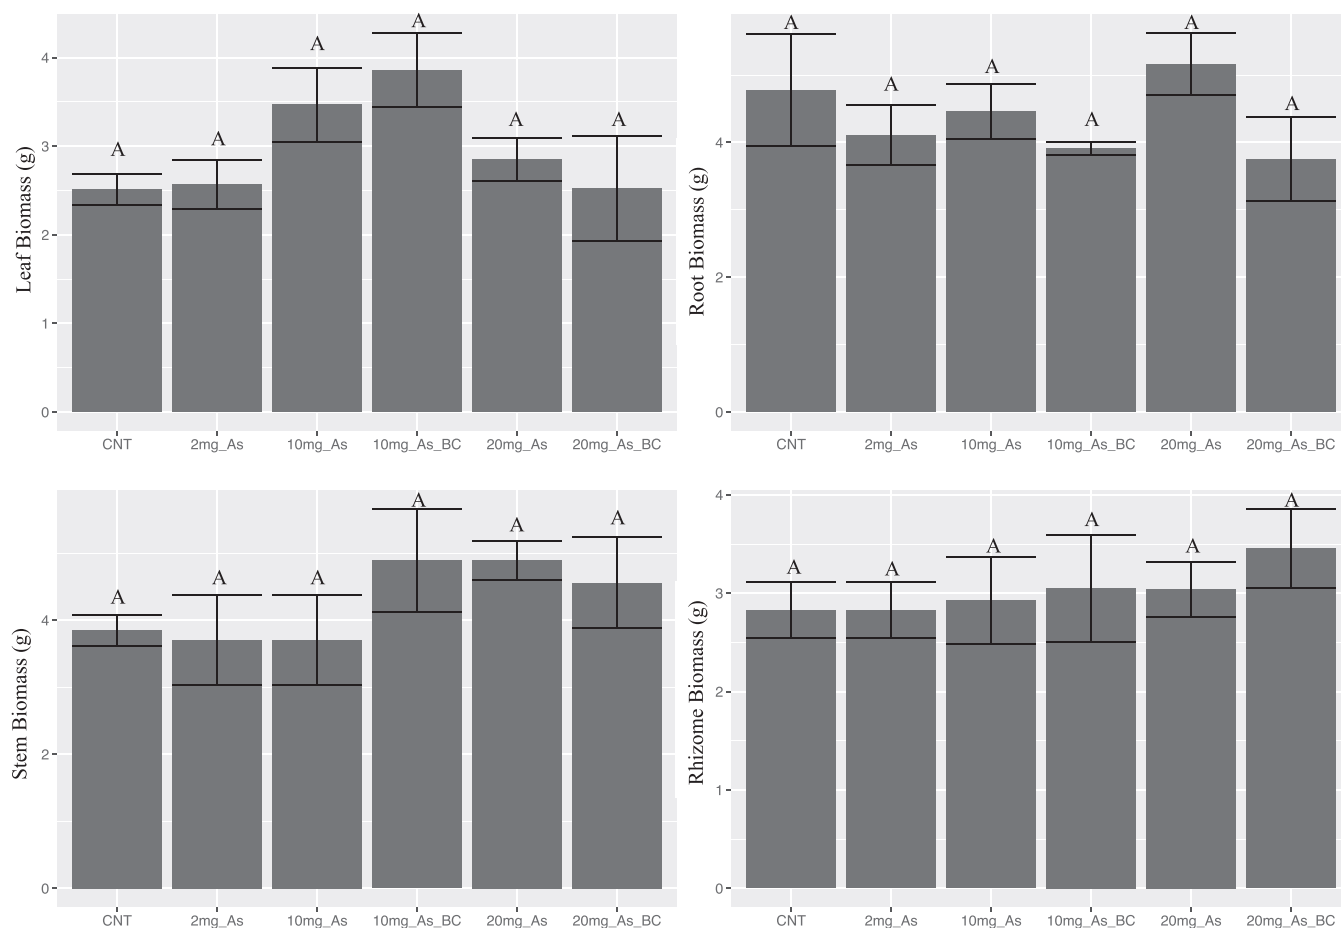 A A A A A A
4
3
2
1
0
Leaf Biomass (g)
CNT 2mg_As 10mg_As 10mg_As_BC 20mg_As 20mg_As_BC
A A A A A A
4
2
0
Root Biomass (g)
CNT 2mg_As 10mg_As 10mg_As_BC 20mg_As 20mg_As_BC
A A A A A A
4
2
0
Stem Biomass (g)
CNT 2mg_As 10mg_As 10mg_As_BC 20mg_As 20mg_As_BC
A A A A A A
4
3
2
1
0
Rhizome Biomass (g)
CNT 2mg_As 10mg_As 10mg_As_BC 20mg_As 20mg_As_BC